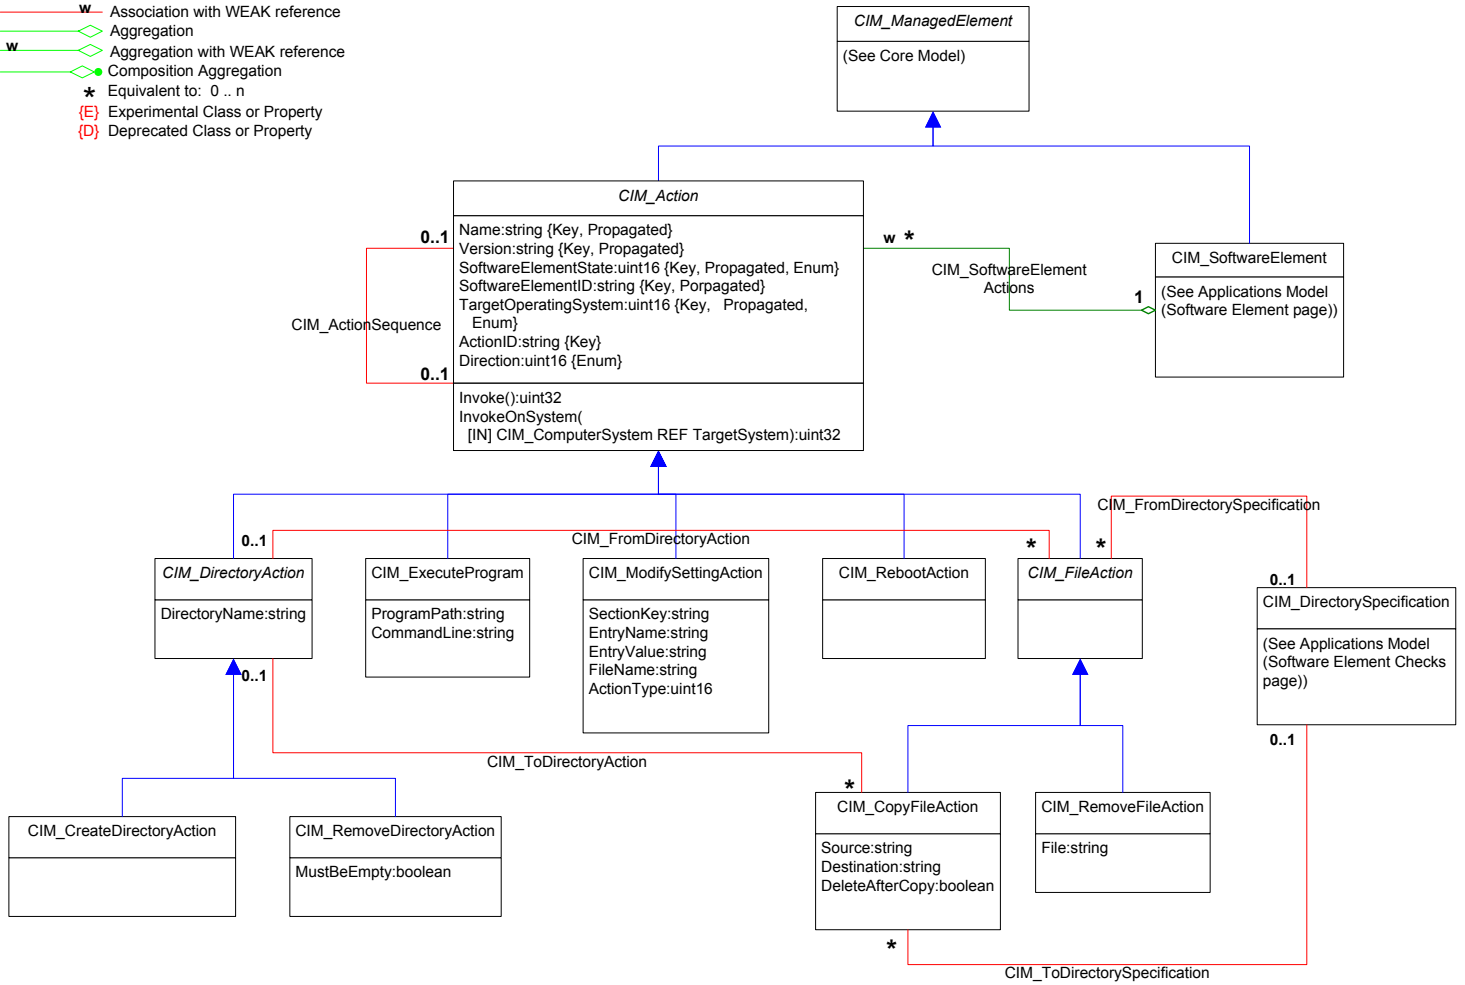 w Association with WEAK reference
Aggregation
w Aggregation with WEAK reference
Composition Aggregation
* Equivalent to: 0 .. n
{E} Experimental Class or Property
{D} Deprecated Class or Property
CIM_ManagedElement
(See Core Model)
CIM_Action
Name:string {Key, Propagated}
Version:string {Key, Propagated}
SoftwareElementState:uint16 {Key, Propagated, Enum}
SoftwareElementID:string {Key, Porpagated}
TargetOperatingSystem:uint16 {Key, Propagated,
Enum}
ActionID:string {Key}
Direction:uint16 {Enum}
Invoke():uint32
InvokeOnSystem(
[IN] CIM_ComputerSystem REF TargetSystem):uint32
0..1
CIM_ActionSequence
0..1
w *
CIM_SoftwareElement
Actions
1
CIM_SoftwareElement
(See Applications Model
(Software Element page))
CIM_FromDirectorySpecification
0..1
CIM_FromDirectoryAction
*
*
0..1
CIM_DirectoryAction
DirectoryName:string
CIM_ExecuteProgram
ProgramPath:string
CommandLine:string
CIM_ModifySettingAction
SectionKey:string
EntryName:string
EntryValue:string
FileName:string
ActionType:uint16
CIM_RebootAction
CIM_FileAction
CIM_DirectorySpecification
(See Applications Model
(Software Element Checks
page))
0..1
0..1
CIM_ToDirectoryAction
*
CIM_CreateDirectoryAction
CIM_RemoveDirectoryAction
MustBeEmpty:boolean
CIM_CopyFileAction
Source:string
Destination:string
DeleteAfterCopy:boolean
CIM_RemoveFileAction
File:string
*
CIM_ToDirectorySpecification